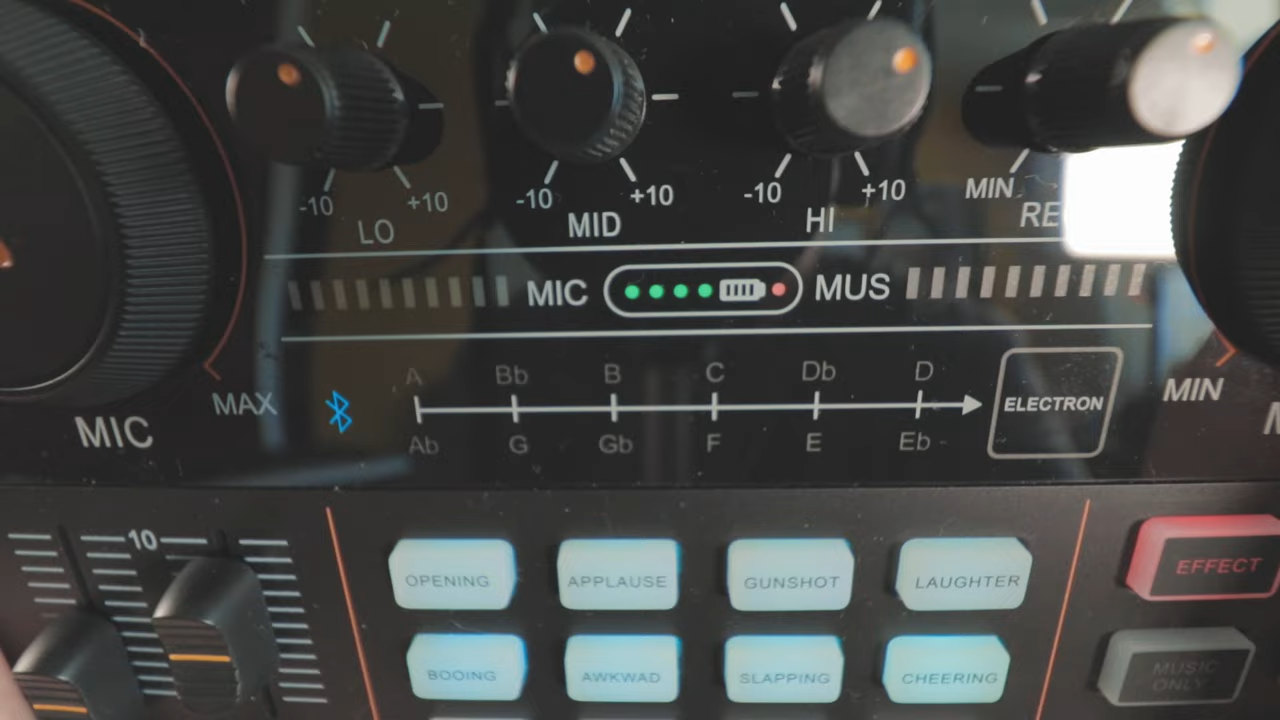 -10 +10
LO
-10 +10
MID
-10 +10
HI
MIN
RE
MIC MUS
MAX
MIC
A Bb B C Db D
Ab G Gb F E Eb
ELECTRON
MIN
10
OPENING APPLAUSE GUNSHOT LAUGHTER
BOOING AWKWAD SLAPPING CHEERING
EFFECT
MUSIC
ONLY